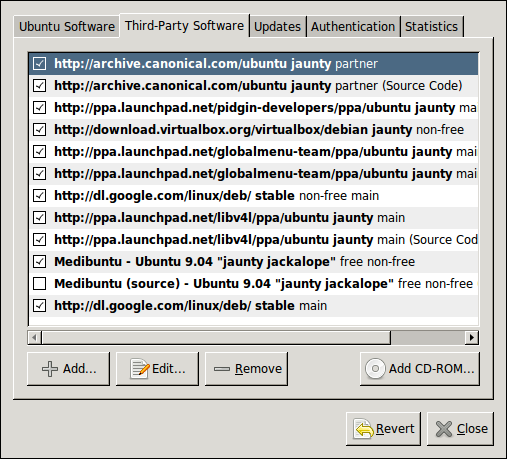 Ubuntu Software Third-Party Software Updates Authentication Statistics
http://archive.canonical.com/ubuntu jaunty partner
http://archive.canonical.com/ubuntu jaunty partner (Source Code)
http://ppa.launchpad.net/pidgin-developers/ppa/ubuntu jaunty mai
http://download.virtualbox.org/virtualbox/debian jaunty non-free
http://ppa.launchpad.net/globalmenu-team/ppa/ubuntu jaunty mai
http://ppa.launchpad.net/globalmenu-team/ppa/ubuntu jaunty mai
http://dl.google.com/linux/deb/ stable non-free main
http://ppa.launchpad.net/libv4l/ppa/ubuntu jaunty main
http://ppa.launchpad.net/libv4l/ppa/ubuntu jaunty main (Source Cod
Medibuntu - Ubuntu 9.04 "jaunty jackalope" free non-free
Medibuntu (source) - Ubuntu 9.04 "jaunty jackalope" free non-free
http://dl.google.com/linux/deb/ stable main
Add... Edit... Remove Add CD-ROM...
Revert Close